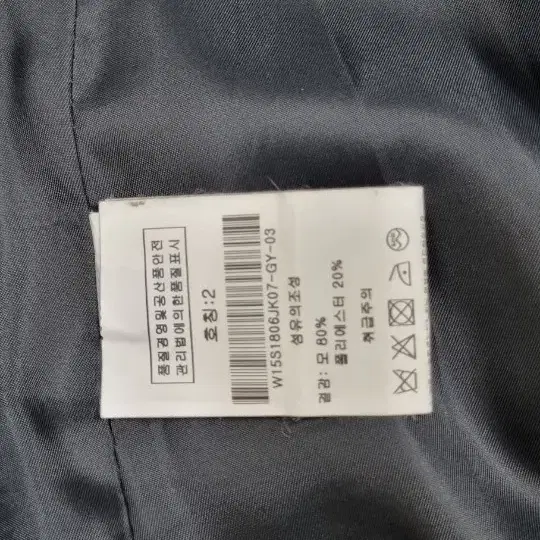 품질경영및공산품안전
관리법에의한품질표시
호칭:2
W15S1806JK07-GY-03
섬유의조성
겉감: 모 80%
폴리에스터 20%
취급주의